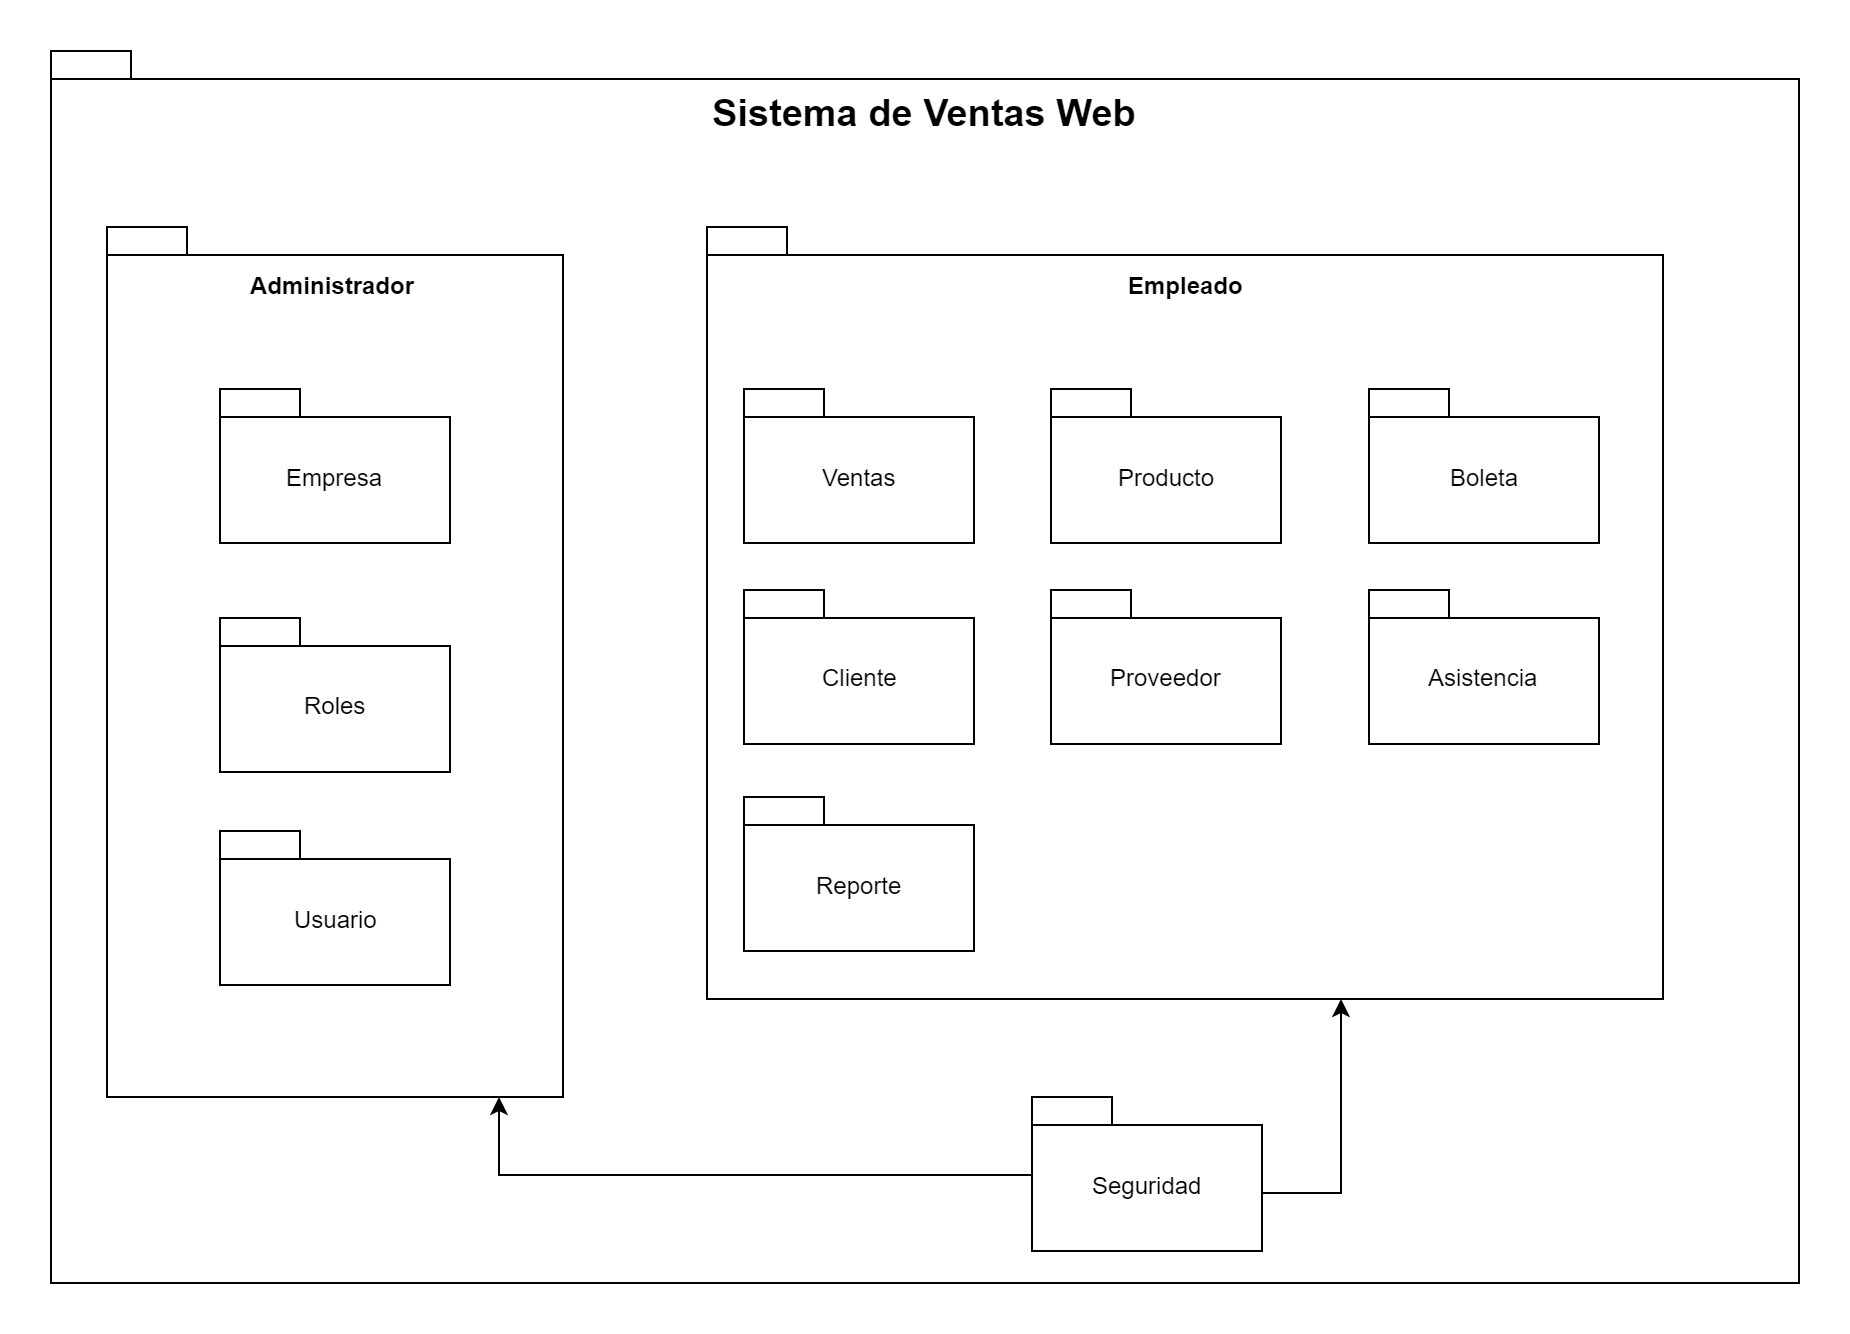 Sistema de Ventas Web
Administrador
Empresa
Roles
Usuario
Empleado
Ventas
Producto
Boleta
Cliente
Proveedor
Asistencia
Reporte
Seguridad